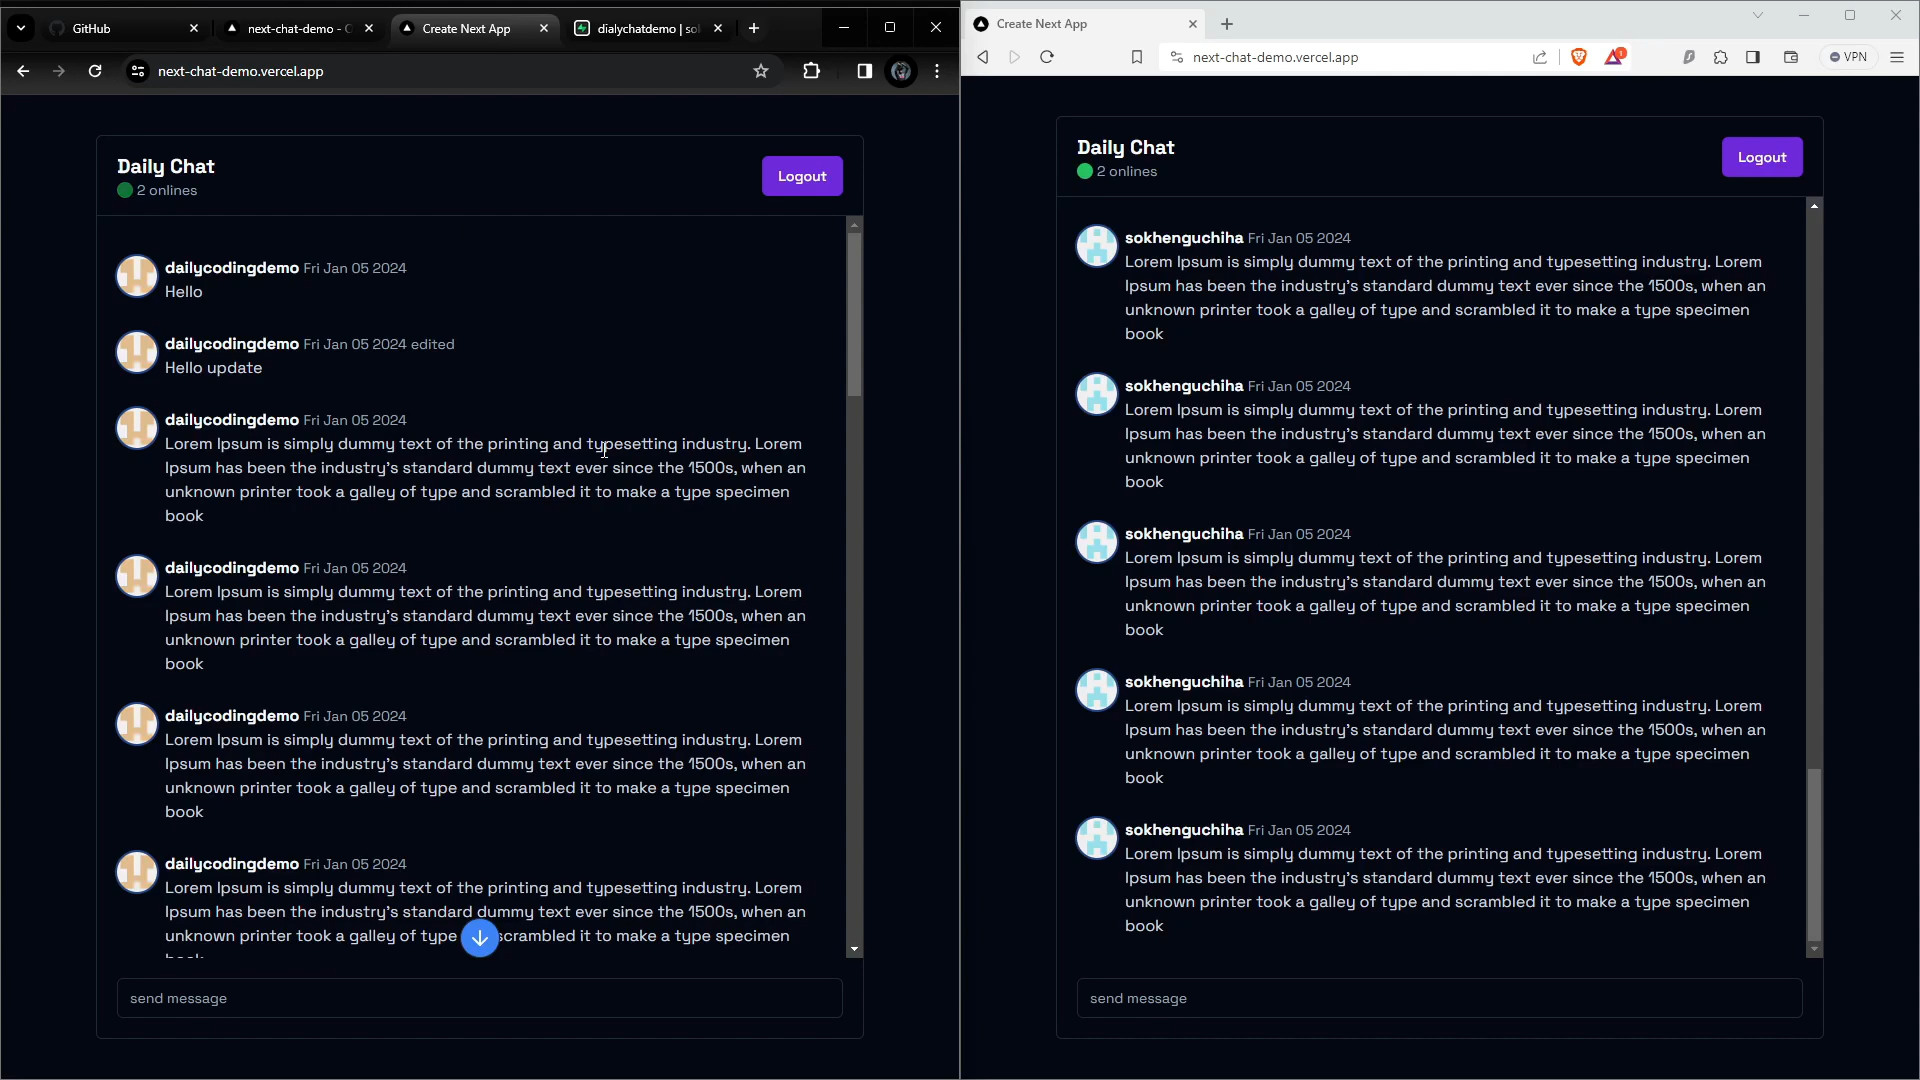 GitHub
next-chat-demo - C
Create Next App
dialychatdemo | so
next-chat-demo.vercel.app
Daily Chat
2 onlines
Logout
dailycodingdemo Fri Jan 05 2024
Hello
dailycodingdemo Fri Jan 05 2024 edited
Hello update
dailycodingdemo Fri Jan 05 2024
Lorem Ipsum is simply dummy text of the printing and typesetting industry. Lorem
Ipsum has been the industry's standard dummy text ever since the 1500s, when an
unknown printer took a galley of type and scrambled it to make a type specimen
book
dailycodingdemo Fri Jan 05 2024
Lorem Ipsum is simply dummy text of the printing and typesetting industry. Lorem
Ipsum has been the industry's standard dummy text ever since the 1500s, when an
unknown printer took a galley of type and scrambled it to make a type specimen
book
dailycodingdemo Fri Jan 05 2024
Lorem Ipsum is simply dummy text of the printing and typesetting industry. Lorem
Ipsum has been the industry's standard dummy text ever since the 1500s, when an
unknown printer took a galley of type and scrambled it to make a type specimen
book
dailycodingdemo Fri Jan 05 2024
Lorem Ipsum is simply dummy text of the printing and typesetting industry. Lorem
Ipsum has been the industry's standard dummy text ever since the 1500s, when an
unknown printer took a galley of type scrambled it to make a type specimen
send message
Create Next App
next-chat-demo.vercel.app
1
VPN
Daily Chat
2 onlines
Logout
sokhenguchiha Fri Jan 05 2024
Lorem Ipsum is simply dummy text of the printing and typesetting industry. Lorem
Ipsum has been the industry's standard dummy text ever since the 1500s, when an
unknown printer took a galley of type and scrambled it to make a type specimen
book
sokhenguchiha Fri Jan 05 2024
Lorem Ipsum is simply dummy text of the printing and typesetting industry. Lorem
Ipsum has been the industry's standard dummy text ever since the 1500s, when an
unknown printer took a galley of type and scrambled it to make a type specimen
book
sokhenguchiha Fri Jan 05 2024
Lorem Ipsum is simply dummy text of the printing and typesetting industry. Lorem
Ipsum has been the industry's standard dummy text ever since the 1500s, when an
unknown printer took a galley of type and scrambled it to make a type specimen
book
sokhenguchiha Fri Jan 05 2024
Lorem Ipsum is simply dummy text of the printing and typesetting industry. Lorem
Ipsum has been the industry's standard dummy text ever since the 1500s, when an
unknown printer took a galley of type and scrambled it to make a type specimen
book
sokhenguchiha Fri Jan 05 2024
Lorem Ipsum is simply dummy text of the printing and typesetting industry. Lorem
Ipsum has been the industry's standard dummy text ever since the 1500s, when an
unknown printer took a galley of type and scrambled it to make a type specimen
book
send message